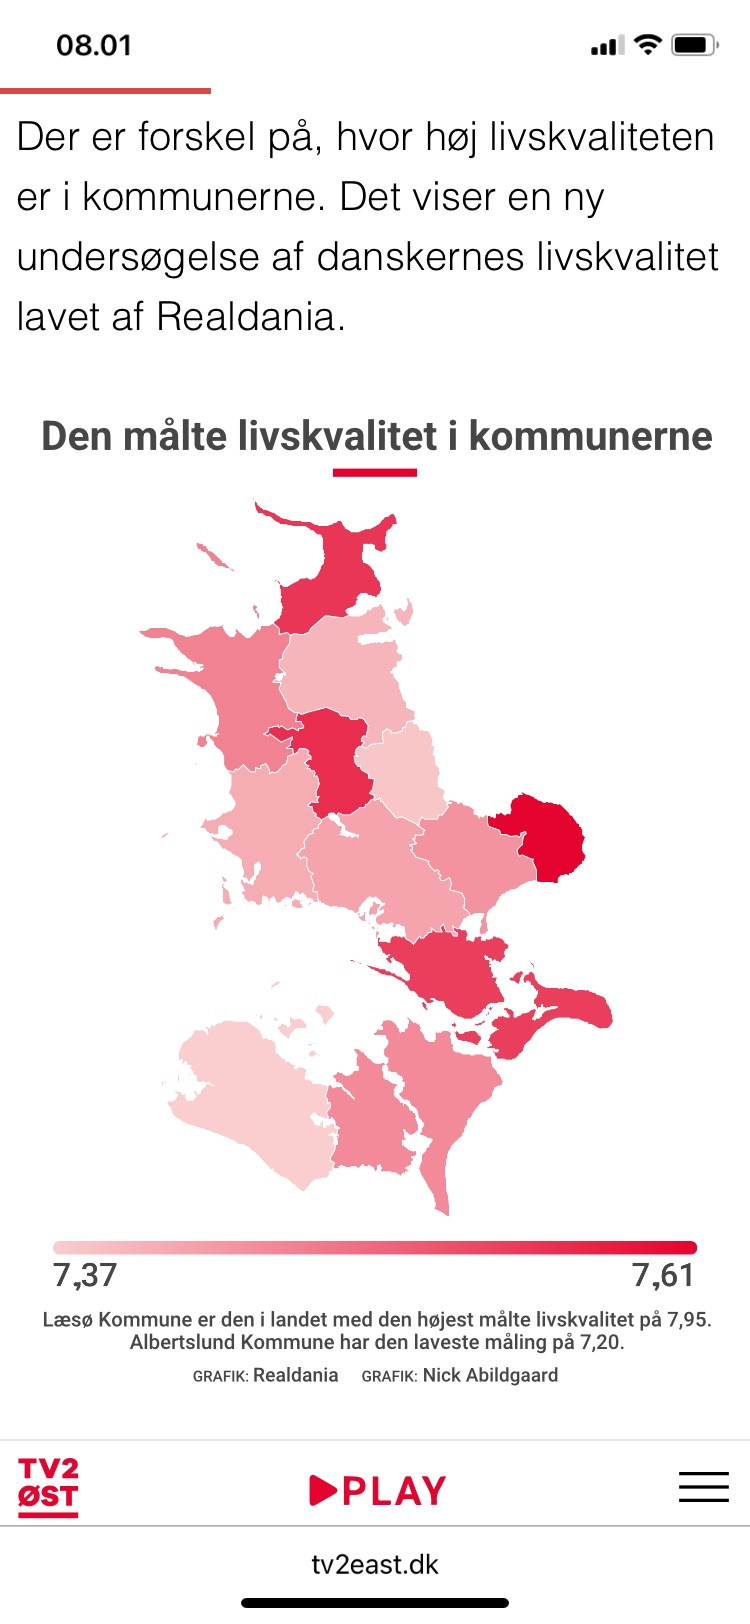 08.01
Der er forskel på, hvor høj livskvaliteten
er i kommunerne. Det viser en ny
undersøgelse af danskernes livskvalitet
lavet af Realdania.
Den målte livskvalitet i kommunerne
7,37
7,61
Læsø Kommune er den i landet med den højest målte livskvalitet på 7,95.
Albertslund Kommune har den laveste måling på 7,20.
GRAFIK: Realdania GRAFIK: Nick Abildgaard
TV2
ØST
PLAY
tv2east.dk